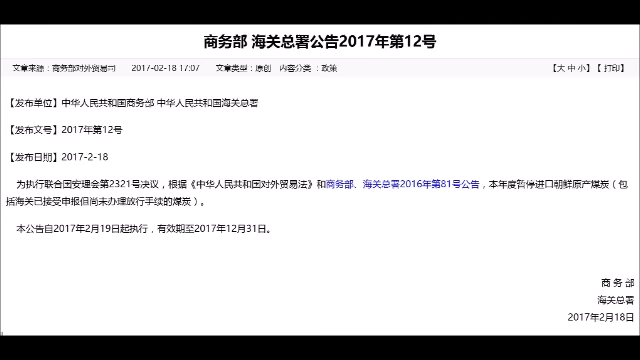 商务部 海关总署公告2017年第12号
文章来源：商务部对外贸易司 2017-02-18 17:07 文章类型：原创 内容分类：政策 【大 中 小】【 打印】
【发布单位】中华人民共和国商务部 中华人民共和国海关总署
【发布文号】2017年第12号
【发布日期】2017-2-18
为执行联合国安理会第2321号决议，根据《中华人民共和国对外贸易法》和商务部、海关总署2016年第81号公告，本年度暂停进口朝鲜原产煤炭（包
括海关已接受申报但尚未办理放行手续的煤炭）。
本公告自2017年2月19日起执行，有效期至2017年12月31日。
商 务 部
海关总署
2017年2月18日